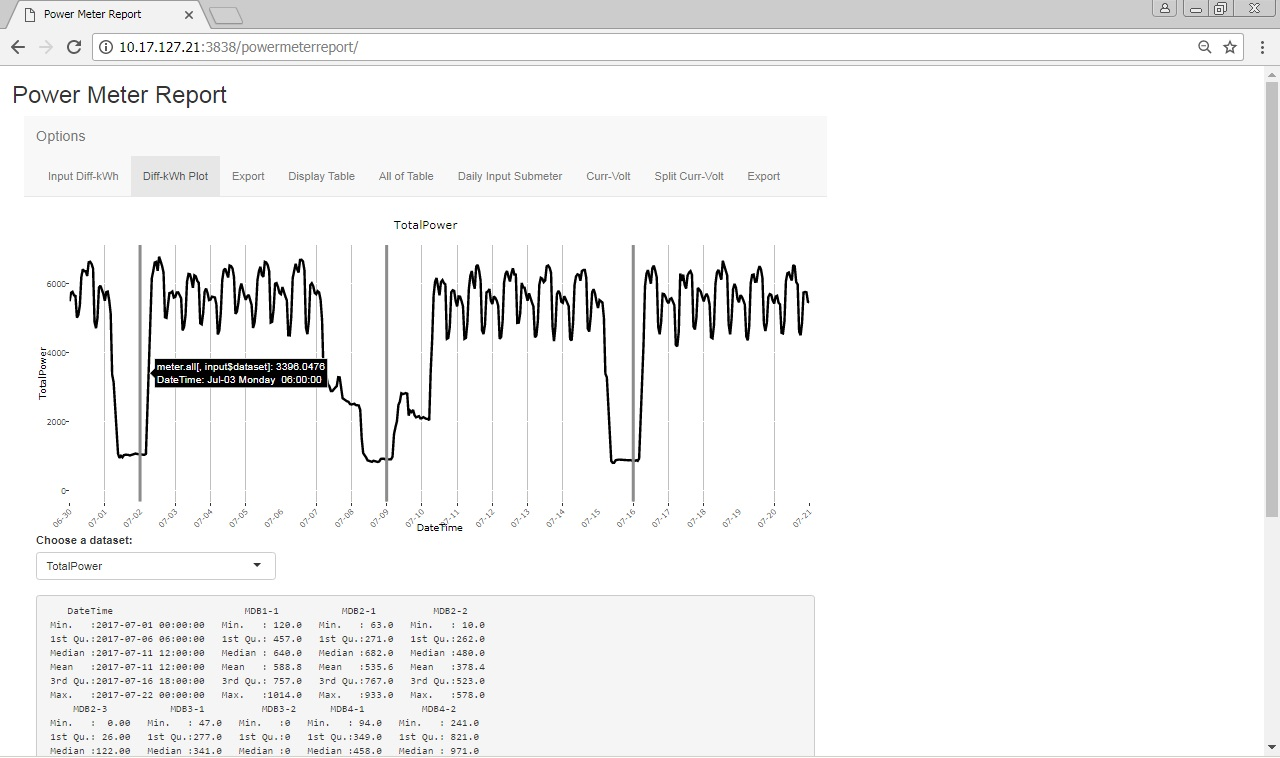 Power Meter Report
10.17.127.21:3838/powermeterreport/
Power Meter Report
Options
Input Diff-kWh Diff-kWh Plot Export Display Table All of Table Daily Input Submeter Curr-Volt Split Curr-Volt Export
TotalPower
6000
4000
2000
0
TotalPower
meter.all[, input$dataset]: 3396.0476
DateTime: Jul-03 Monday 06:00:00
06-30 07-01 07-02 07-03 07-04 07-05 07-06 07-07 07-08 07-09 07-10 07-11 07-12 07-13 07-14 07-15 07-16 07-17 07-18 07-19 07-20 07-21
DateTime
Choose a dataset:
TotalPower
DateTime MDB1-1 MDB2-1 MDB2-2
Min. :2017-07-01 00:00:00 Min. : 120.0 Min. : 63.0 Min. : 10.0
1st Qu.:2017-07-06 06:00:00 1st Qu.: 457.0 1st Qu.:271.0 1st Qu.:262.0
Median :2017-07-11 12:00:00 Median : 640.0 Median :682.0 Median :480.0
Mean :2017-07-11 12:00:00 Mean : 588.8 Mean :535.6 Mean :378.4
3rd Qu.:2017-07-16 18:00:00 3rd Qu.: 757.0 3rd Qu.:767.0 3rd Qu.:523.0
Max. :2017-07-22 00:00:00 Max. :1014.0 Max. :933.0 Max. :578.0
MDB2-3 MDB3-1 MDB3-2 MDB4-1 MDB4-2
Min. : 0.00 Min. : 47.0 Min. :0 Min. : 94.0 Min. : 241.0
1st Qu.: 26.00 1st Qu.:277.0 1st Qu.:0 1st Qu.:349.0 1st Qu.: 821.0
Median :122.00 Median :341.0 Median :0 Median :458.0 Median : 971.0